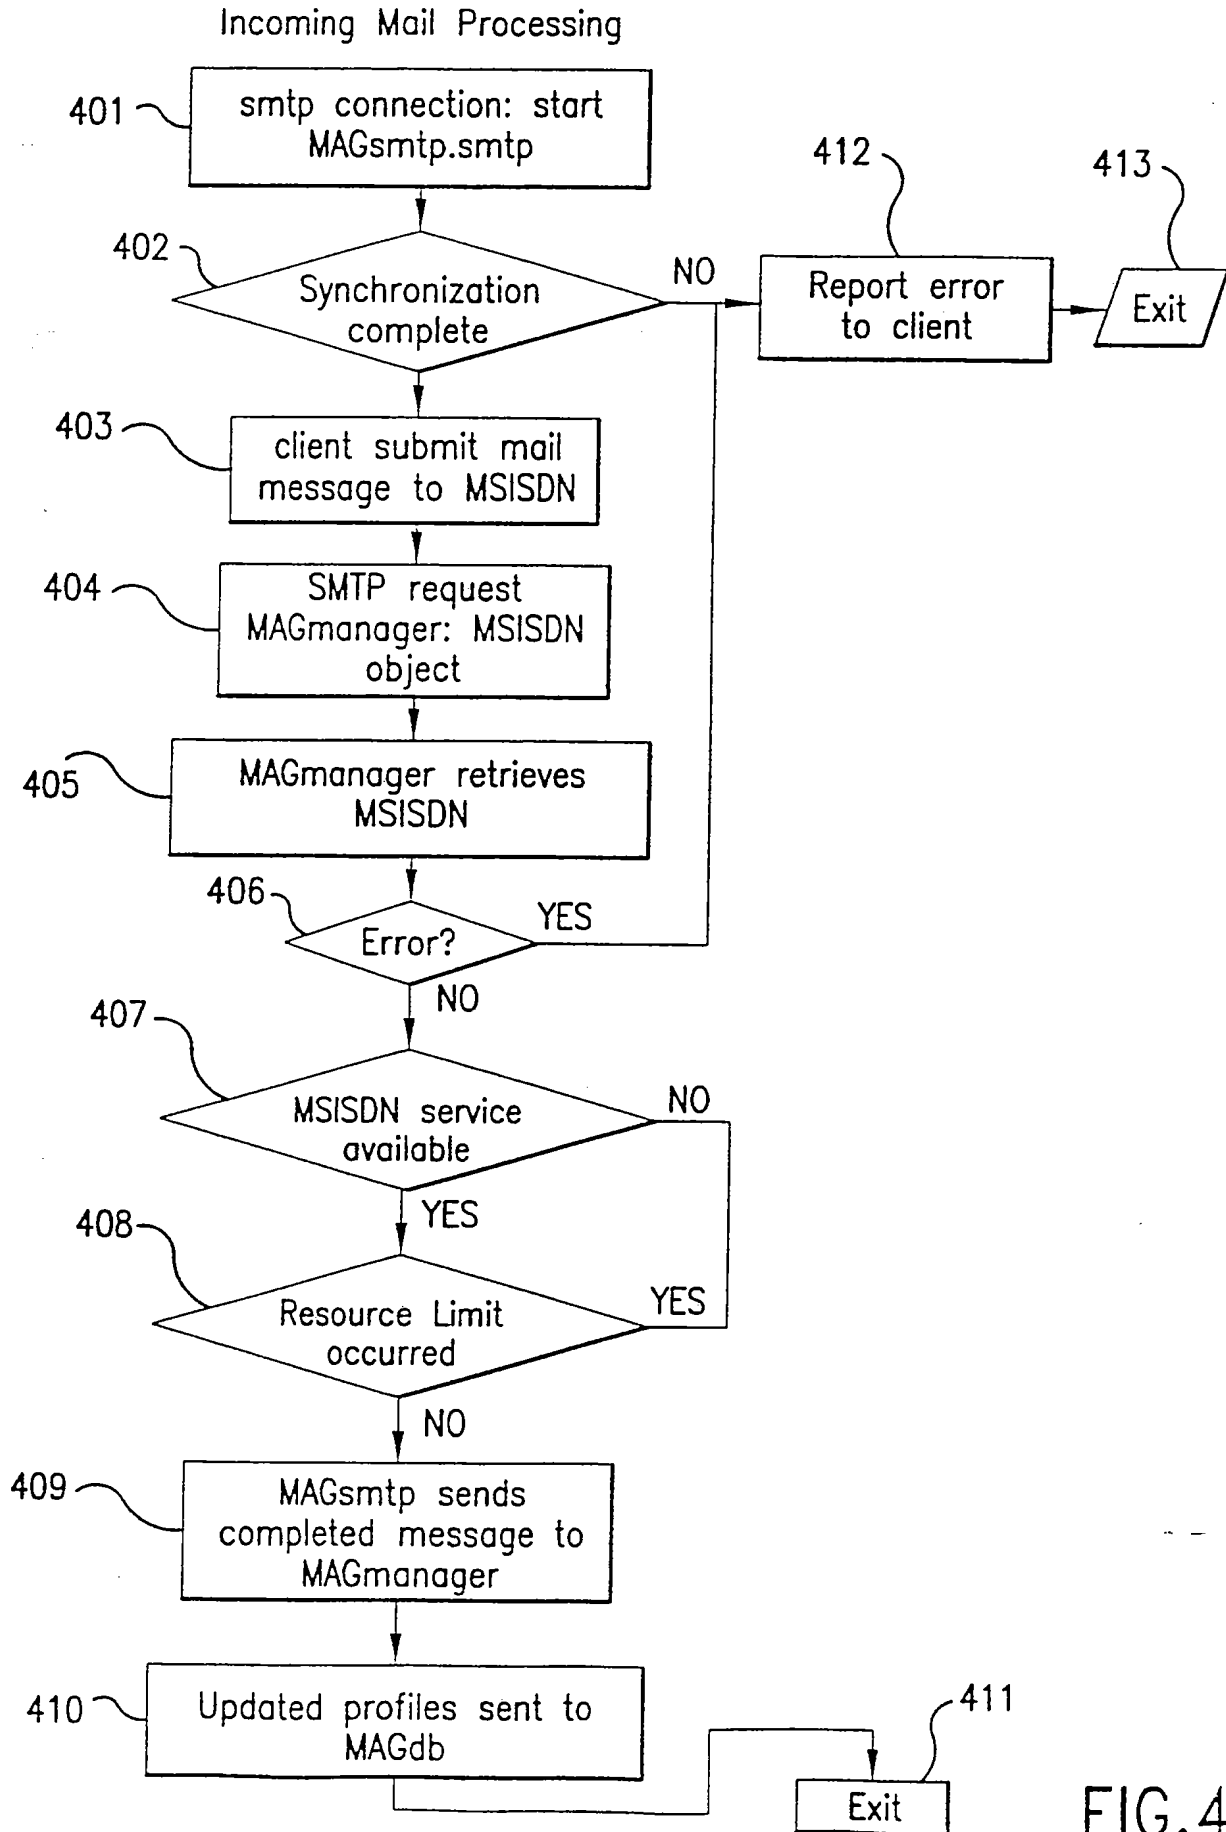 Incoming Mail Processing
401
smtp connection: start
MAGsmtp.smtp
412
413
402
NO
Synchronization
complete
Report error
to client
Exit
403
client submit mail
message to MSISDN
404
SMTP request
MAGmanager: MSISDN
object
405
MAGmanager retrieves
MSISDN
406
YES
Error?
NO
407
NO
MSISDN service
available
YES
408
YES
Resource Limit
occurred
NO
409
MAGsmtp sends
completed message to
MAGmanager
410
Updated profiles sent to
MAGdb
411
Exit
FIG.4